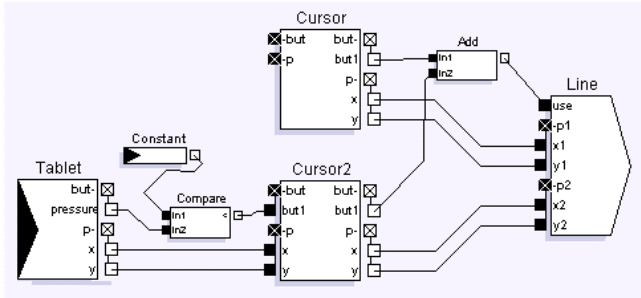 Cursor
-but but-
-p but1
p-
x
y
Add
In1
In2
Line
use
-p1
x1
y1
-p2
x2
y2
Constant
Tablet
but-
pressure
p-
x
y
Compare
In1 <
In2
Cursor2
-but but-
but1 but1
-p p-
x x
y y